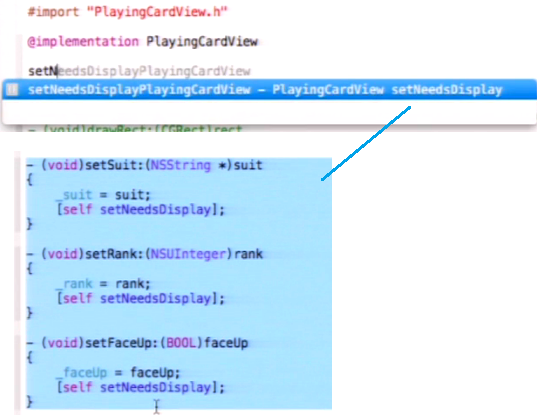 #import "PlayingCardView.h"
@implementation PlayingCardView
setNeedsDisplayPlayingCardView
setNeedsDisplayPlayingCardView – PlayingCardView setNeedsDisplay
- (void)drawRect:(CGRect)rect
- (void)setSuit:(NSString *)suit
{
_suit = suit;
[self setNeedsDisplay];
}
- (void)setRank:(NSUInteger)rank
{
_rank = rank;
[self setNeedsDisplay];
}
- (void)setFaceUp:(BOOL)faceUp
{
_faceUp = faceUp;
[self setNeedsDisplay];
}